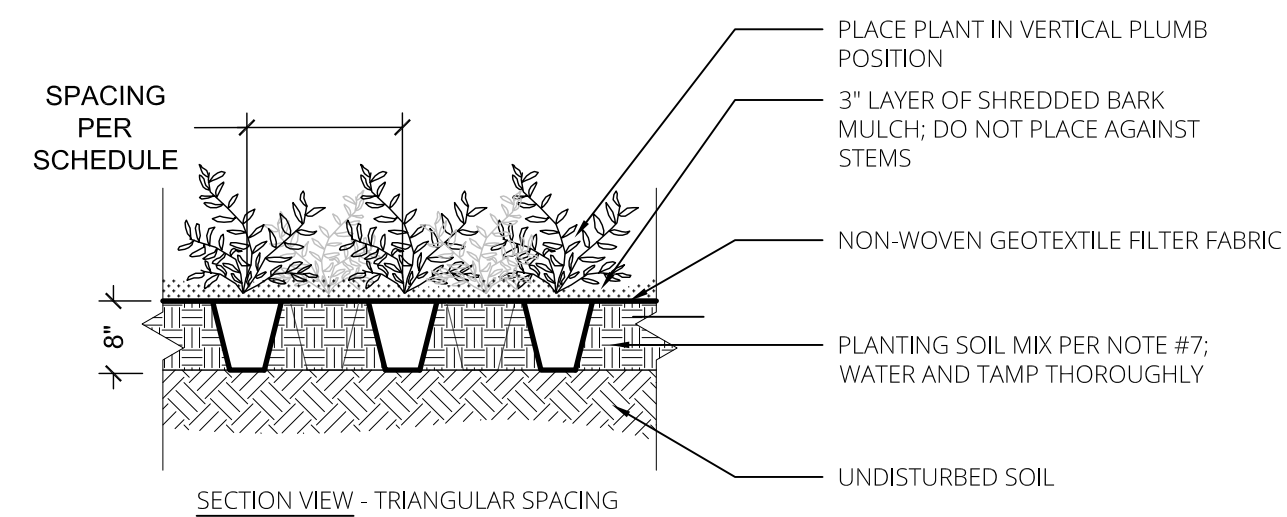 SPACING
PER
SCHEDULE
8"
PLACE PLANT IN VERTICAL PLUMB
POSITION
3" LAYER OF SHREDDED BARK
MULCH; DO NOT PLACE AGAINST
STEMS
NON-WOVEN GEOTEXTILE FILTER FABRIC
PLANTING SOIL MIX PER NOTE #7;
WATER AND TAMP THOROUGHLY
UNDISTURBED SOIL
SECTION VIEW - TRIANGULAR SPACING